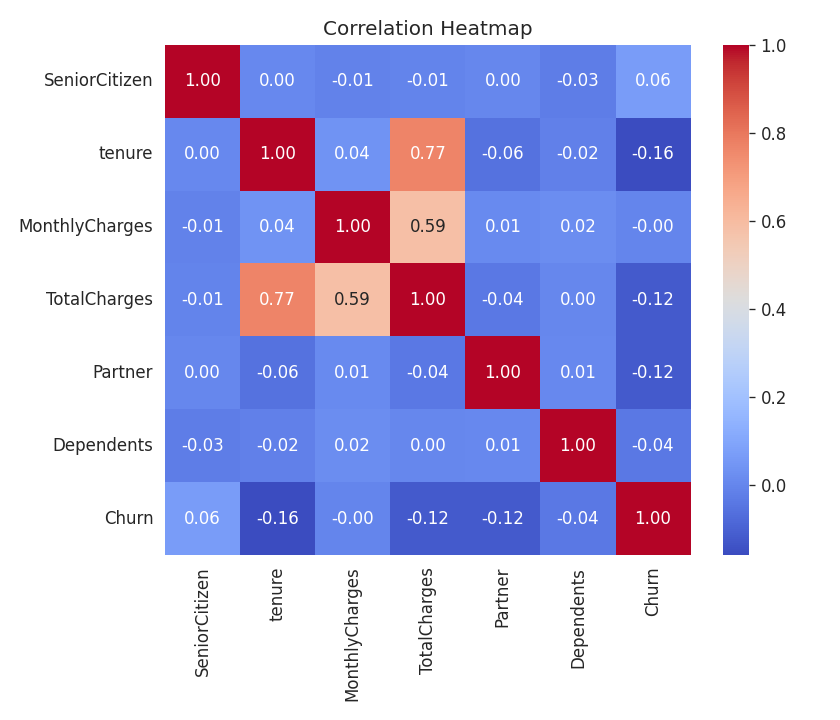 Correlation Heatmap
SeniorCitizen 1.00 0.00 -0.01 -0.01 0.00 -0.03 0.06
tenure 0.00 1.00 0.04 0.77 -0.06 -0.02 -0.16
MonthlyCharges -0.01 0.04 1.00 0.59 0.01 0.02 -0.00
TotalCharges -0.01 0.77 0.59 1.00 -0.04 0.00 -0.12
Partner 0.00 -0.06 0.01 -0.04 1.00 0.01 -0.12
Dependents -0.03 -0.02 0.02 0.00 0.01 1.00 -0.04
Churn 0.06 -0.16 -0.00 -0.12 -0.12 -0.04 1.00
SeniorCitizen
tenure
MonthlyCharges
TotalCharges
Partner
Dependents
Churn
1.0
0.8
0.6
0.4
0.2
0.0